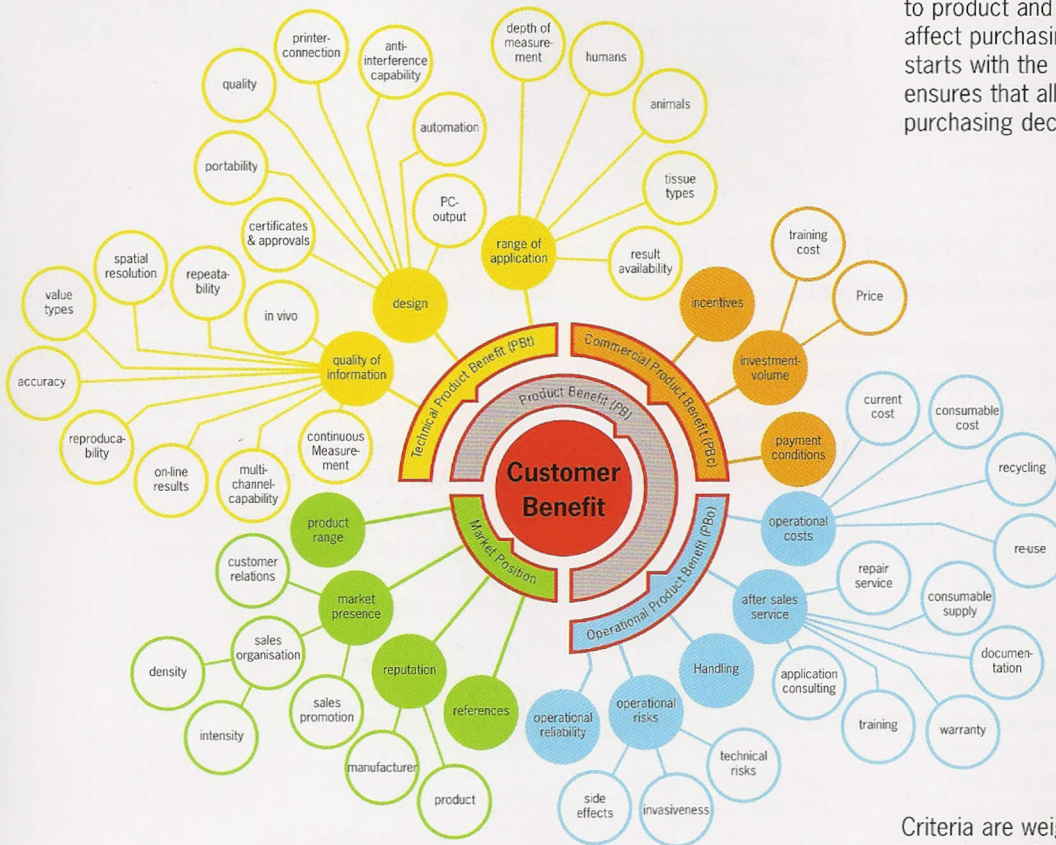 to product and
affect purchasin
starts with the
ensures that all
purchasing dec
depth of
measure-
ment
humans
animals
tissue
types
result
availability
range of
application
printer-
connection
anti-
interference
capability
quality
automation
portability
PC-
output
certificates
& approvals
design
spatial
resolution
repeata-
bility
value
types
in vivo
accuracy
quality of
information
reproduca-
bility
on-line
results
multi-
channel-
capability
continuous
Measure-
ment
training
cost
Price
incentives
investment-
volume
payment
conditions
Technical Product Benefit (PBt)
Commercial Product Benefit (PBc)
Product Benefit (PB)
Customer
Benefit
Market Position
Operational Product Benefit (PBo)
current
cost
consumable
cost
recycling
re-use
operational
costs
repair
service
consumable
supply
documen-
tation
warranty
training
application
consulting
after sales
service
Handling
operational
risks
technical
risks
invasiveness
side
effects
operational
reliability
product
range
customer
relations
market
presence
sales
organisation
density
intensity
sales
promotion
reputation
manufacturer
product
references
Criteria are weig